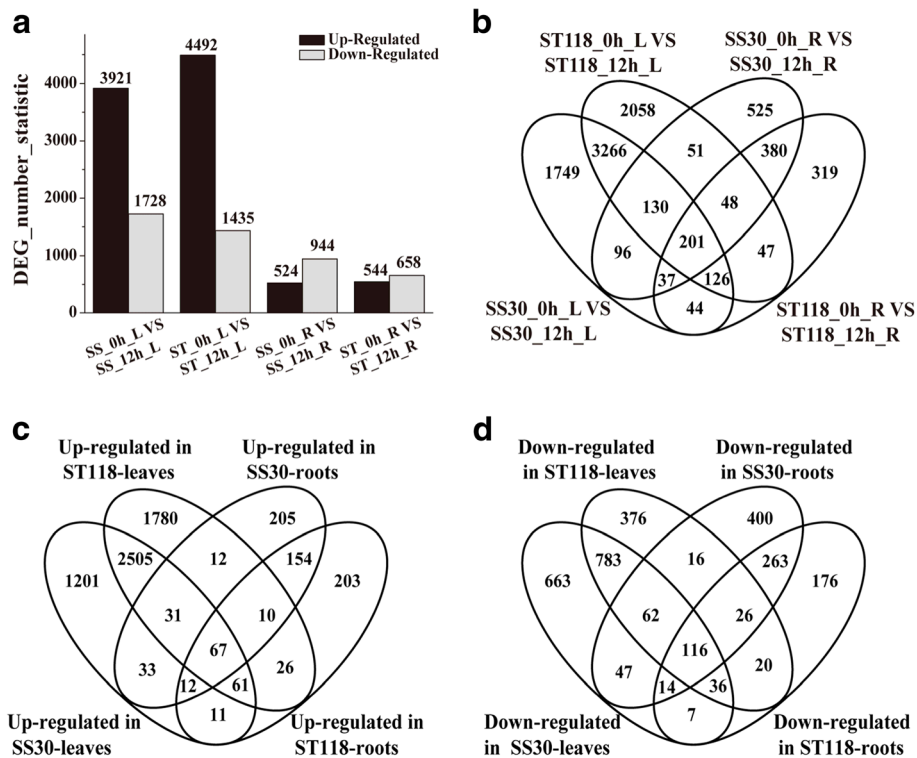 a
DEG_number_statistic
4000
3000
2000
1000
0
3921
1728
4492
1435
524
944
544
658
Up-Regulated
Down-Regulated
SS_0h_L VS
SS_12h_L
ST_0h_L VS
ST_12h_L
SS_0h_R VS
SS_12h_R
ST_0h_R VS
ST_12h_R
b
ST118_0h_L VS
ST118_12h_L
SS30_0h_R VS
SS30_12h_R
2058
525
1749
3266
51
380
319
130
48
96
201
47
37
126
44
SS30_0h_L VS
SS30_12h_L
ST118_0h_R VS
ST118_12h_R
c
Up-regulated in
ST118-leaves
Up-regulated in
SS30-roots
1780
205
1201
2505
12
154
203
31
10
33
67
26
12
61
11
Up-regulated in
SS30-leaves
Up-regulated in
ST118-roots
d
Down-regulated
in ST118-leaves
Down-regulated
in SS30-roots
376
400
663
783
16
263
176
62
26
47
116
20
14
36
7
Down-regulated
in SS30-leaves
Down-regulated
in ST118-roots